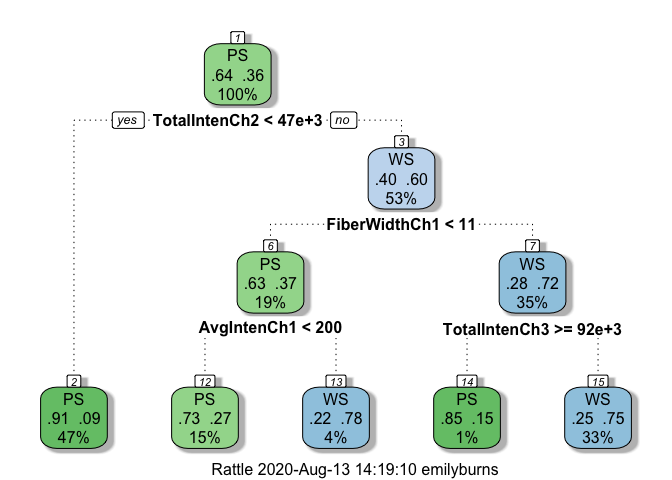 1
PS
.64 .36
100%
yes TotalIntenCh2 < 47e+3 no
3
WS
.40 .60
53%
FiberWidthCh1 < 11
6
PS
.63 .37
19%
7
WS
.28 .72
35%
AvgIntenCh1 < 200
TotalIntenCh3 >= 92e+3
2
PS
.91 .09
47%
12
PS
.73 .27
15%
13
WS
.22 .78
4%
14
PS
.85 .15
1%
15
WS
.25 .75
33%
Rattle 2020-Aug-13 14:19:10 emilyburns